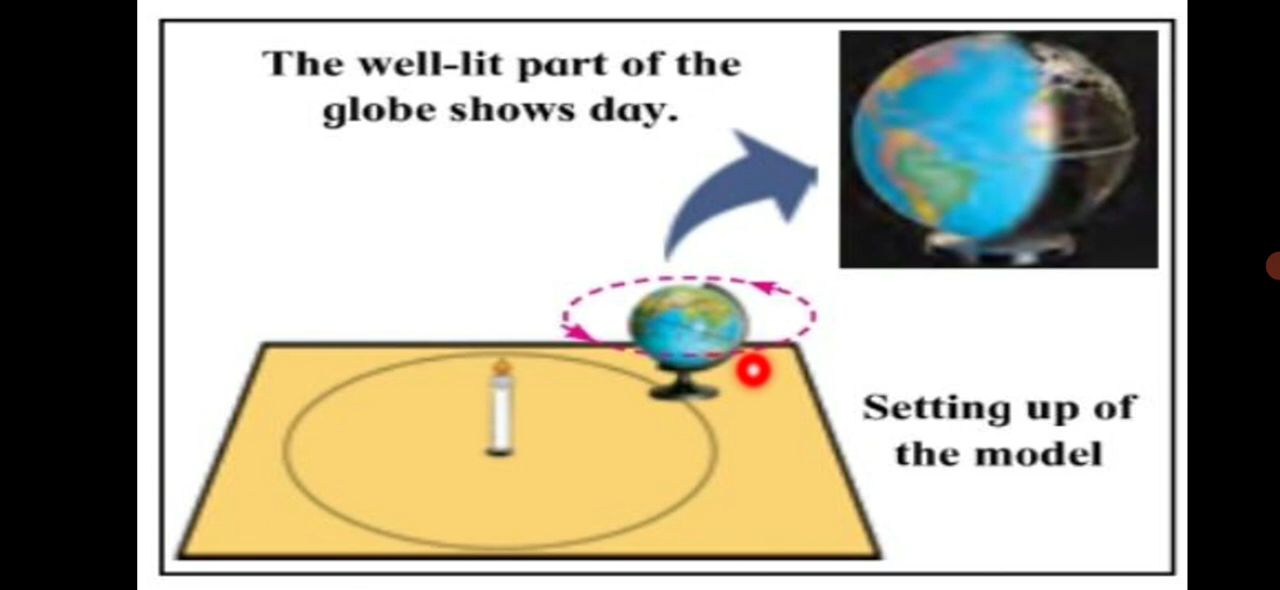 The well-lit part of the
globe shows day.
Setting up of
the model